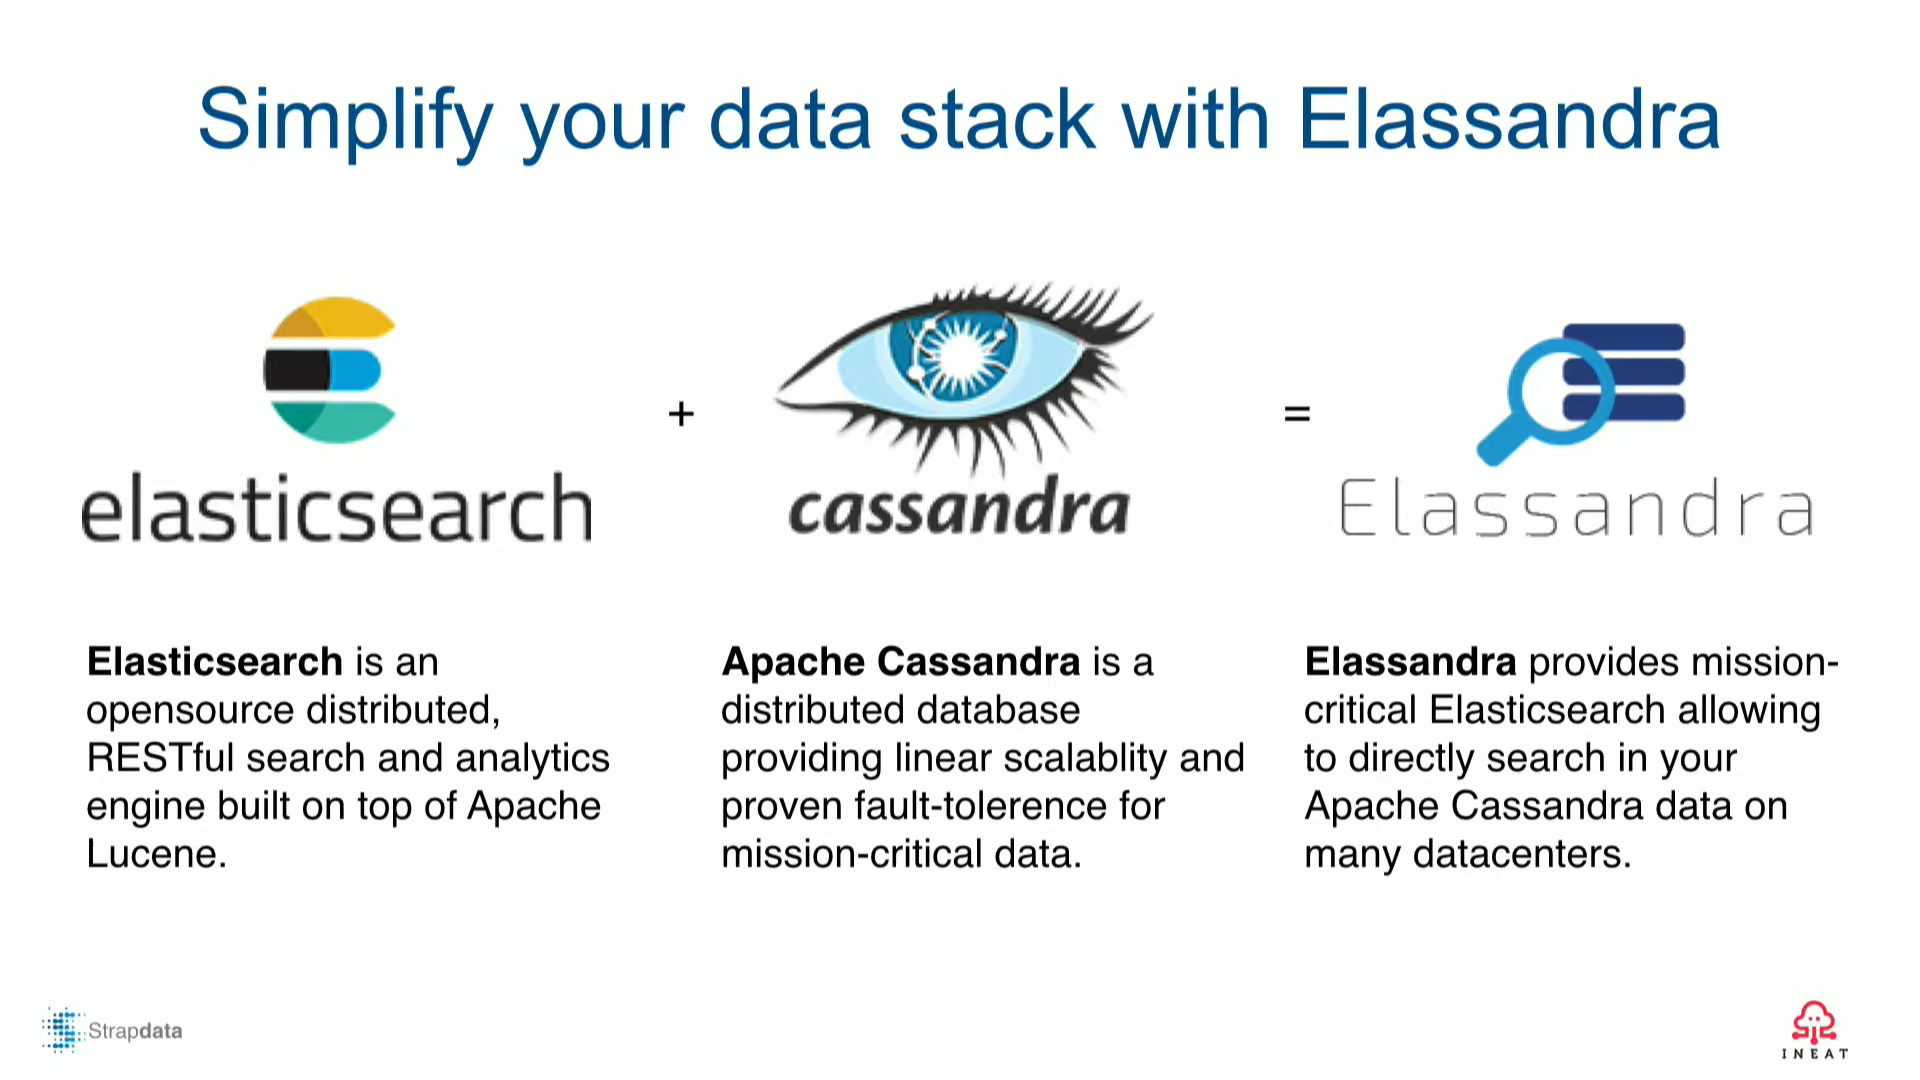 Simplify your data stack with Elassandra
elasticsearch
+
cassandra
=
Elassandra
Elasticsearch is an
opensource distributed,
RESTful search and analytics
engine built on top of Apache
Lucene.
Apache Cassandra is a
distributed database
providing linear scalablity and
proven fault-tolerence for
mission-critical data.
Elassandra provides mission-
critical Elasticsearch allowing
to directly search in your
Apache Cassandra data on
many datacenters.
Strapdata
INEAT